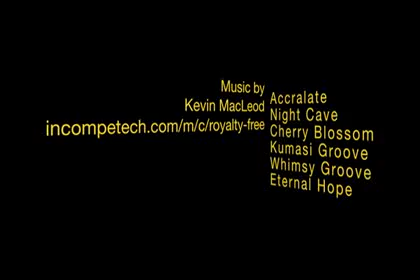 Music by
Kevin MacLeod
incompetech.com/m/c/royalty-free
Accralate
Night Cave
Cherry Blossom
Kumasi Groove
Whimsy Groove
Eternal Hope